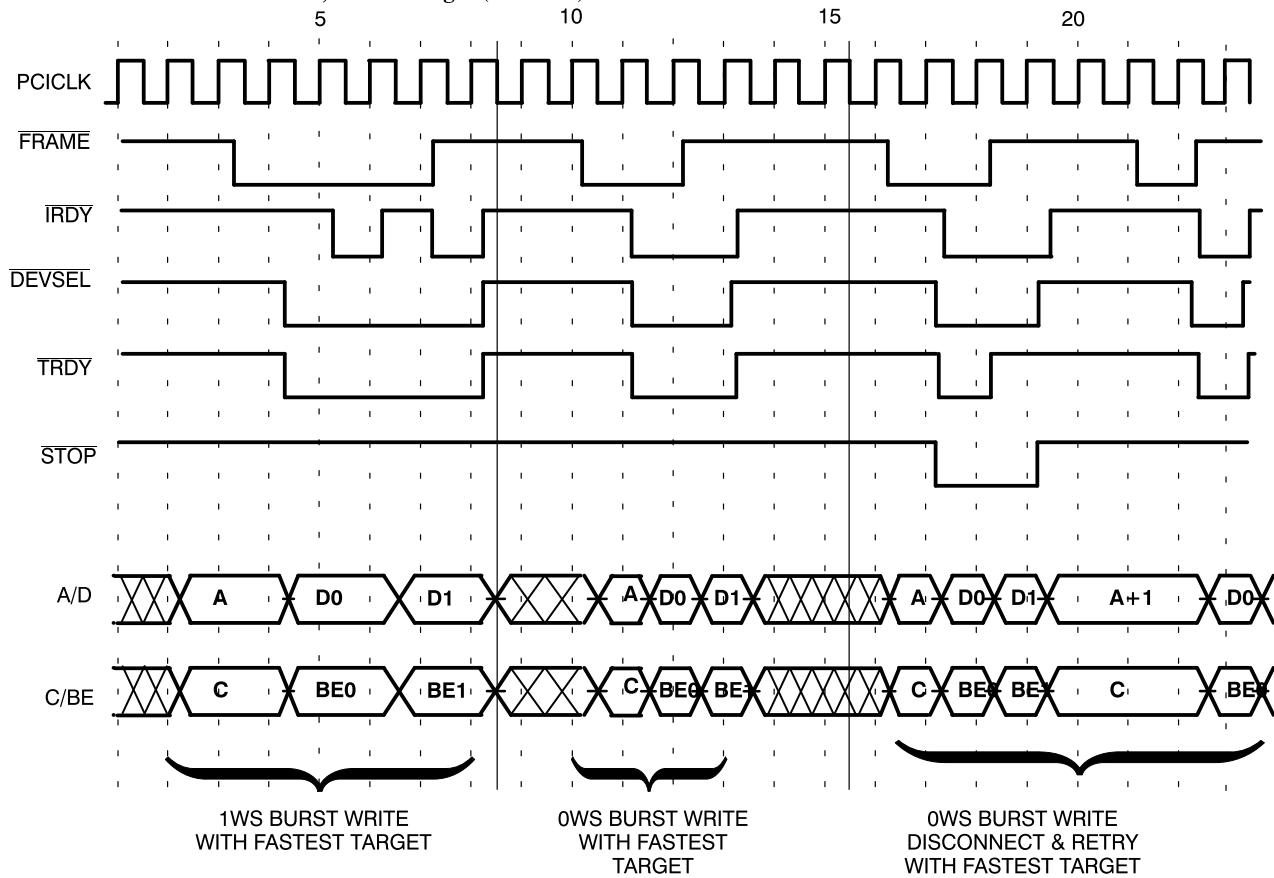 5 10 15 20
PCICLK
FRAME
IRDY
DEVSEL
TRDY
STOP
A/D A D0 D1 A D0 D1 A D0 D1 A+1 D0
C/BE C BE0 BE1 C BE0 C C
1WS BURST WRITE
WITH FASTEST TARGET
0WS BURST WRITE
WITH FASTEST
TARGET
0WS BURST WRITE
DISCONNECT & RETRY
WITH FASTEST TARGET